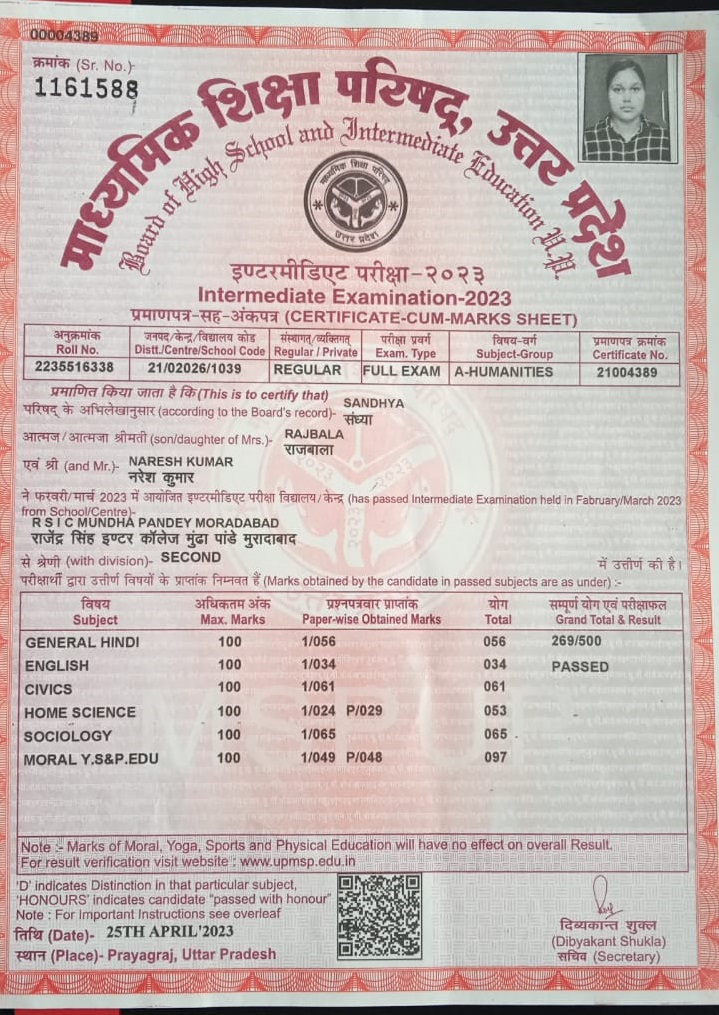 00004389
क्रमांक (Sr. No.)-
1161588
माध्यमिक शिक्षा परिषद्, उत्तर प्रदेश
Board of High School and Intermediate Education U.P.
माध्यमिक शिक्षा परिषद्
उत्तर प्रदेश
इण्टरमीडिएट परीक्षा-२०२३
Intermediate Examination-2023
प्रमाणपत्र-सह-अंकपत्र (CERTIFICATE-CUM-MARKS SHEET)
अनुक्रमांक जनपद/केन्द्र/विद्यालय कोड संस्थागत/व्यक्तिगत परीक्षा प्रवर्ग विषय-वर्ग प्रमाणपत्र क्रमांक
Roll No. Distt./Centre/School Code Regular / Private Exam. Type Subject-Group Certificate No.
2235516338 21/02026/1039 REGULAR FULL EXAM A-HUMANITIES 21004389
प्रमाणित किया जाता है कि (This is to certify that)
परिषद् के अभिलेखानुसार (according to the Board's record)- SANDHYA
संध्या
आत्मज/आत्मजा श्रीमती (son/daughter of Mrs.)- RAJBALA
राजबाला
एवं श्री (and Mr.)- NARESH KUMAR
नरेश कुमार
ने फरवरी/मार्च 2023 में आयोजित इण्टरमीडिएट परीक्षा विद्यालय/केन्द्र (has passed Intermediate Examination held in Fabruary/March 2023
from School/Centre)-
R S I C MUNDHA PANDEY MORADABAD
राजेंद्र सिंह इण्टर कॉलेज मुंढा पांडे मुरादाबाद
से श्रेणी (with division)- SECOND में उत्तीर्ण की है।
परीक्षार्थी द्वारा उत्तीर्ण विषयों के प्राप्तांक निम्नवत हैं (Marks obtained by the candidate in passed subjects are as under) :-
विषय अधिकतम अंक प्रश्नपत्रवार प्राप्तांक योग सम्पूर्ण योग एवं परीक्षाफल
Subject Max. Marks Paper-wise Obtained Marks Total Grand Total & Result
GENERAL HINDI 100 1/056 056 269/500
ENGLISH 100 1/034 034 PASSED
CIVICS 100 1/061 061
HOME SCIENCE 100 1/024 P/029 053
SOCIOLOGY 100 1/065 065
MORAL Y.S&P.EDU 100 1/049 P/048 097
Note :- Marks of Moral, Yoga, Sports and Physical Education will have no effect on overall Result.
For result verification visit website : www.upmsp.edu.in
'D' indicates Distinction in that particular subject,
'HONOURS' indicates candidate "passed with honour"
Note : For Important Instructions see overleaf
तिथि (Date)- 25TH APRIL'2023
स्थान (Place)- Prayagraj, Uttar Pradesh
दिव्यकान्त शुक्ल
(Dibyakant Shukla)
सचिव (Secretary)